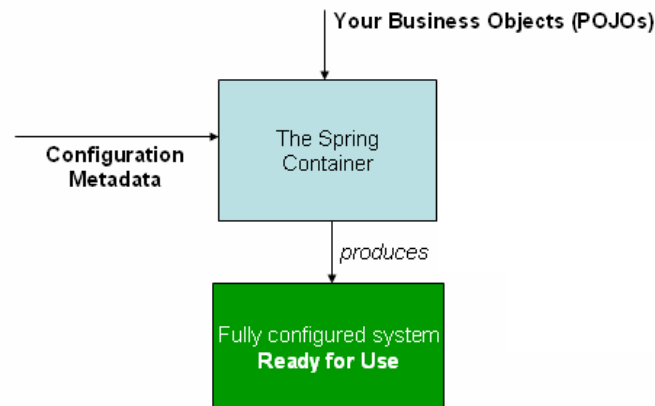 Your Business Objects (POJOs)
The Spring
Container
Configuration
Metadata
produces
Fully configured system
Ready for Use